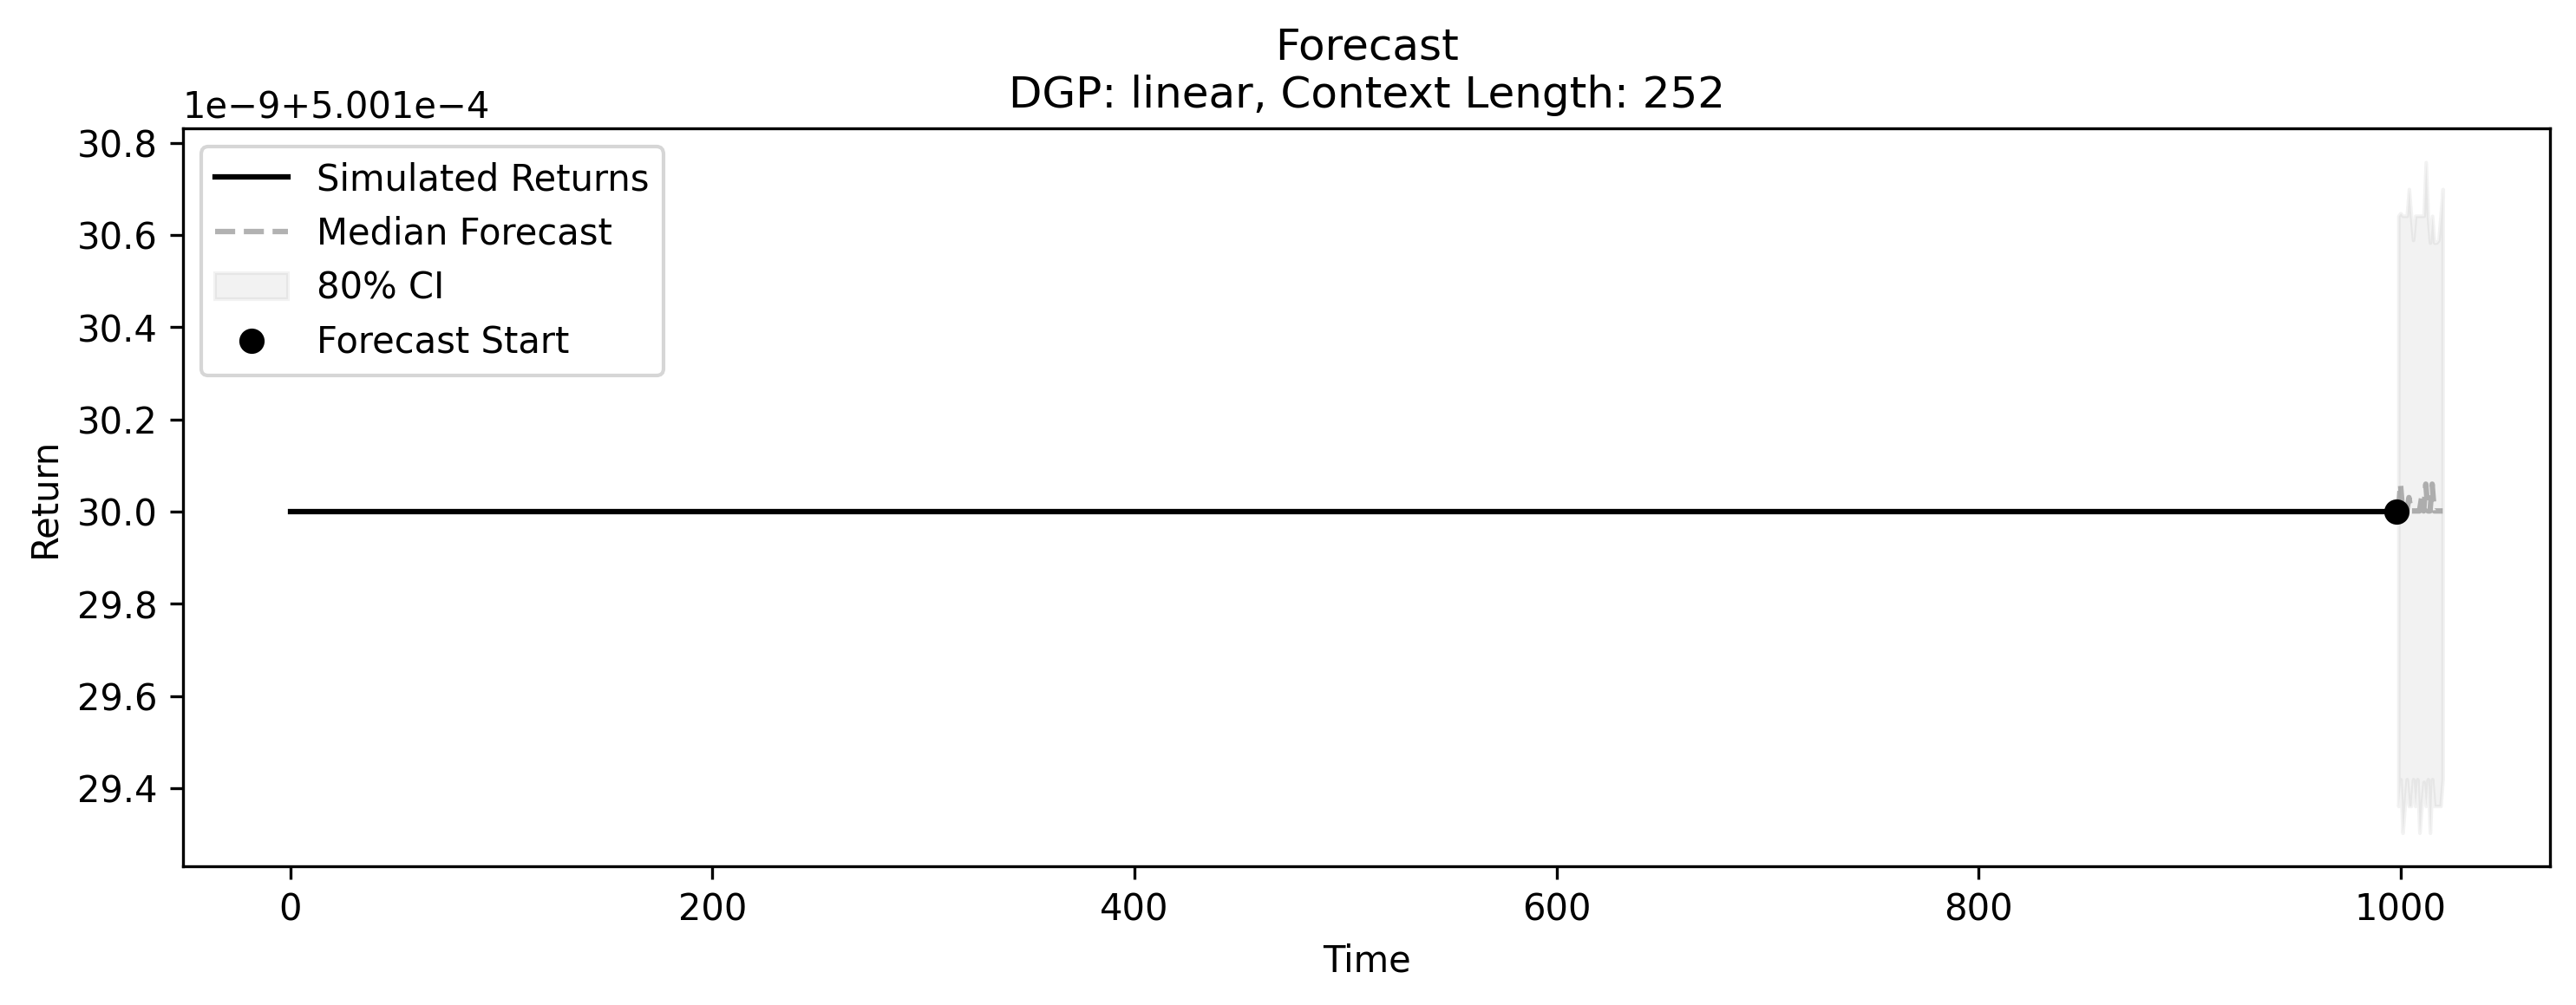 Forecast
DGP: linear, Context Length: 252
1e−9+5.001e−4
30.8
30.6
30.4
30.2
30.0
29.8
29.6
29.4
Return
Simulated Returns
Median Forecast
80% CI
Forecast Start
0
200
400
600
800
1000
Time